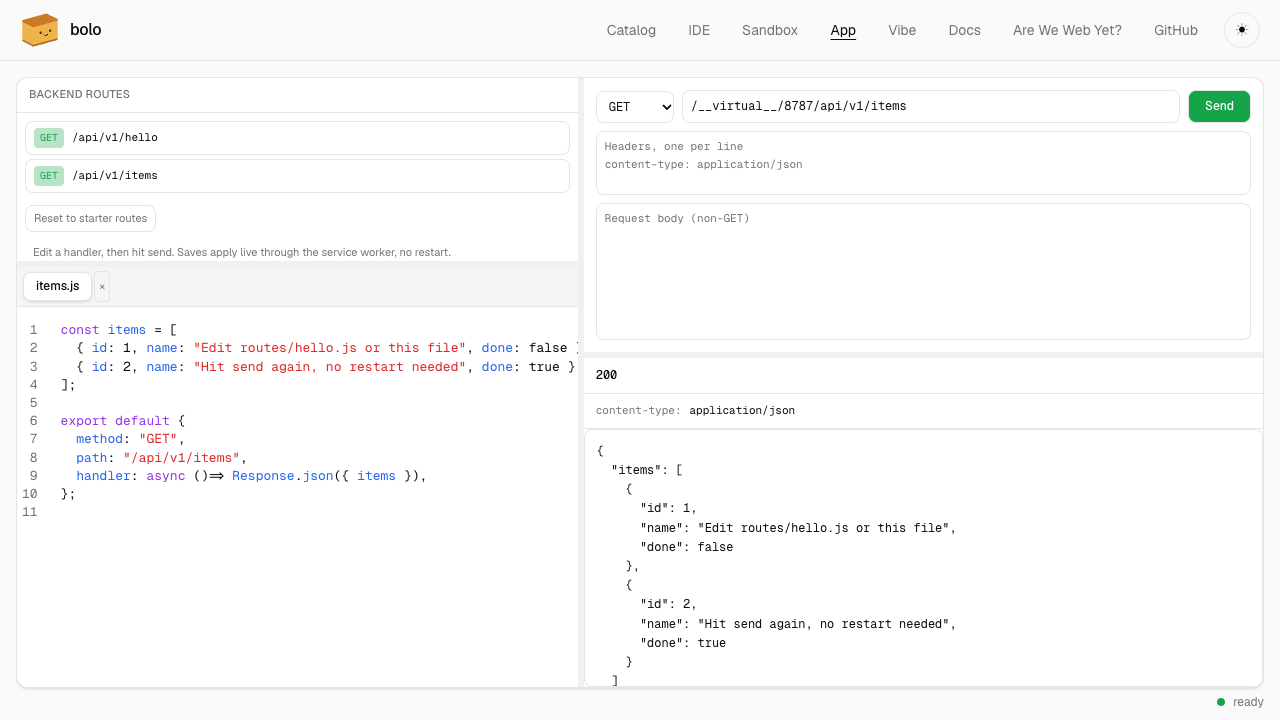 bolo
Catalog
IDE
Sandbox
App
Vibe
Docs
Are We Web Yet?
GitHub
BACKEND ROUTES
GET /api/v1/hello
GET /api/v1/items
Reset to starter routes
Edit a handler, then hit send. Saves apply live through the service worker, no restart.
items.js ×
1 const items = [
2 { id: 1, name: "Edit routes/hello.js or this file", done: false }
3 { id: 2, name: "Hit send again, no restart needed", done: true }
4 ];
5
6 export default {
7 method: "GET",
8 path: "/api/v1/items",
9 handler: async ()=> Response.json({ items }),
10 };
11
GET /__virtual__/8787/api/v1/items Send
Headers, one per line
content-type: application/json
Request body (non-GET)
200
content-type: application/json
{
"items": [
{
"id": 1,
"name": "Edit routes/hello.js or this file",
"done": false
},
{
"id": 2,
"name": "Hit send again, no restart needed",
"done": true
}
]
ready